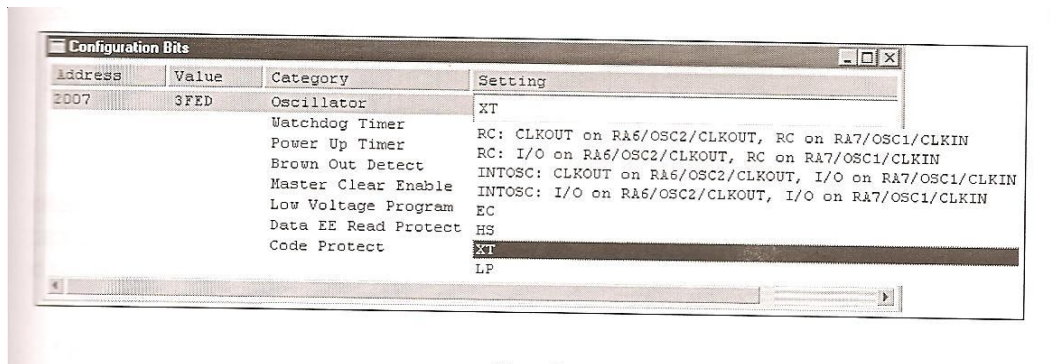 Configuration Bits
Address Value Category Setting
2007 3FED Oscillator XT
Watchdog Timer
Power Up Timer
Brown Out Detect
Master Clear Enable
Low Voltage Program
Data EE Read Protect
Code Protect
RC: CLKOUT on RA6/OSC2/CLKOUT, RC on RA7/OSC1/CLKIN
RC: I/O on RA6/OSC2/CLKOUT, RC on RA7/OSC1/CLKIN
INTOSC: CLKOUT on RA6/OSC2/CLKOUT, I/O on RA7/OSC1/CLKIN
INTOSC: I/O on RA6/OSC2/CLKOUT, I/O on RA7/OSC1/CLKIN
EC
HS
XT
LP